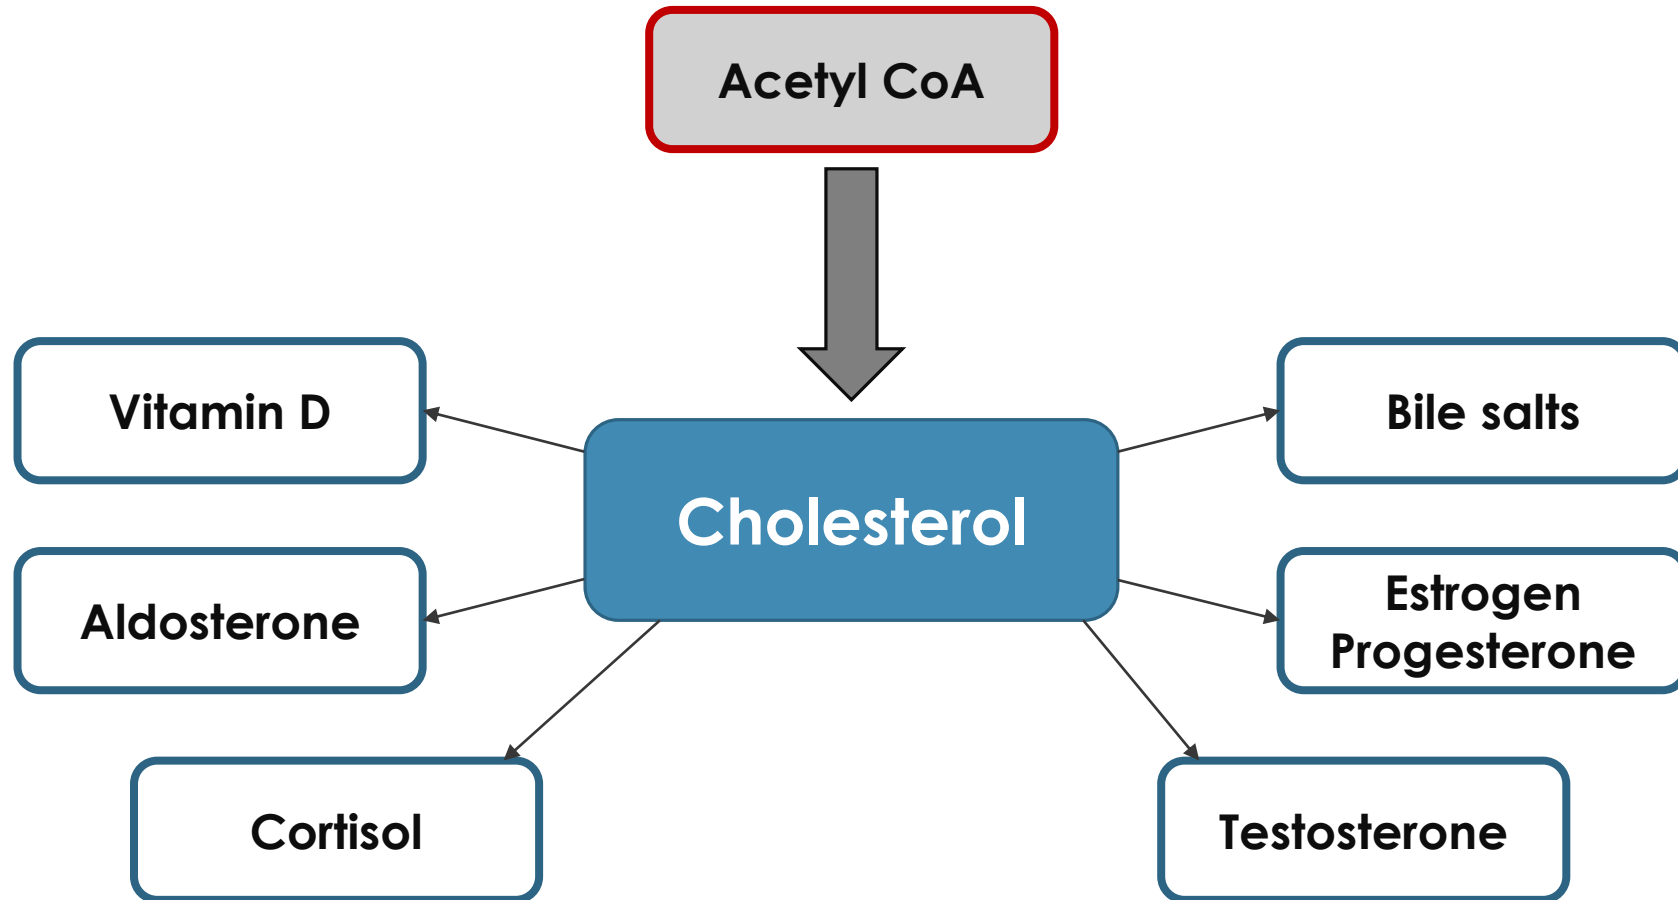 Acetyl CoA
Vitamin D
Bile salts
Cholesterol
Aldosterone
Estrogen
Progesterone
Cortisol
Testosterone